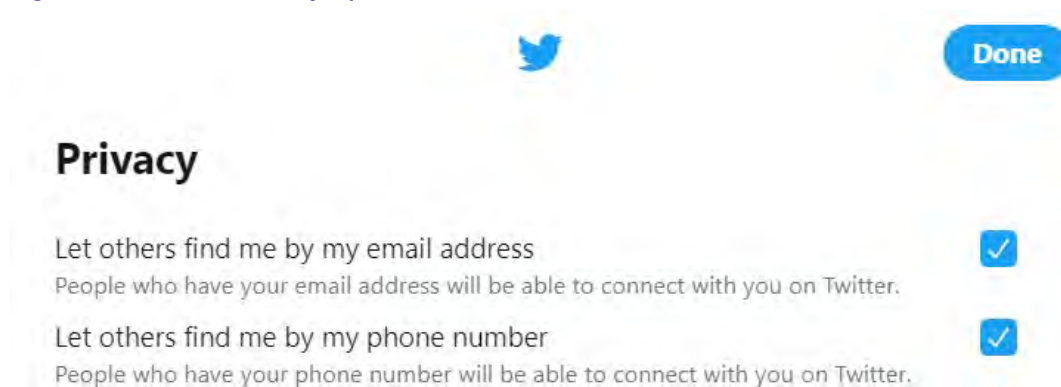 Done
Privacy
Let others find me by my email address
People who have your email address will be able to connect with you on Twitter.
Let others find me by my phone number
People who have your phone number will be able to connect with you on Twitter.